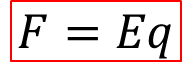 F = Eq